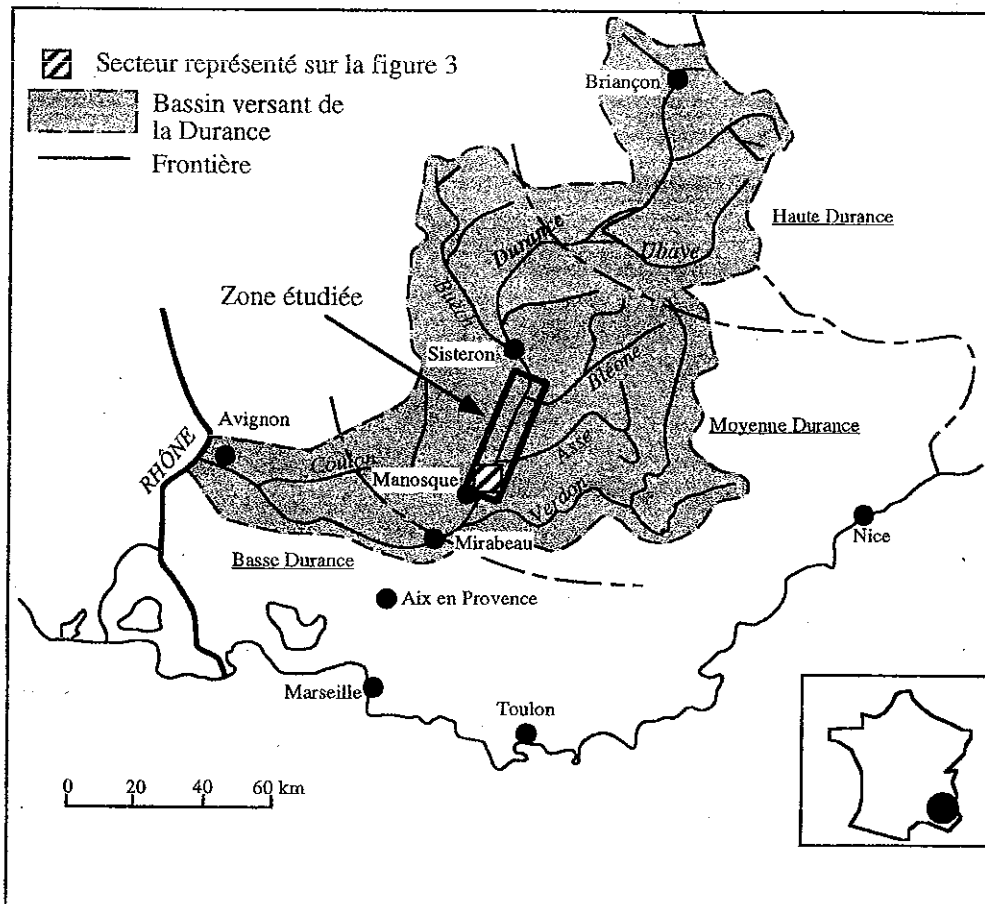 Secteur représenté sur la figure 3
Bassin versant de
la Durance
Frontière
Briançon
Haute Durance
Durance
Ubaye
Buëch
Zone étudiée
Sisteron
Bléone
Avignon
RHÔNE
Coulon
Asse
Moyenne Durance
Manosque
Verdon
Mirabeau
Nice
Basse Durance
Aix en Provence
Marseille
Toulon
0 20 40 60 km